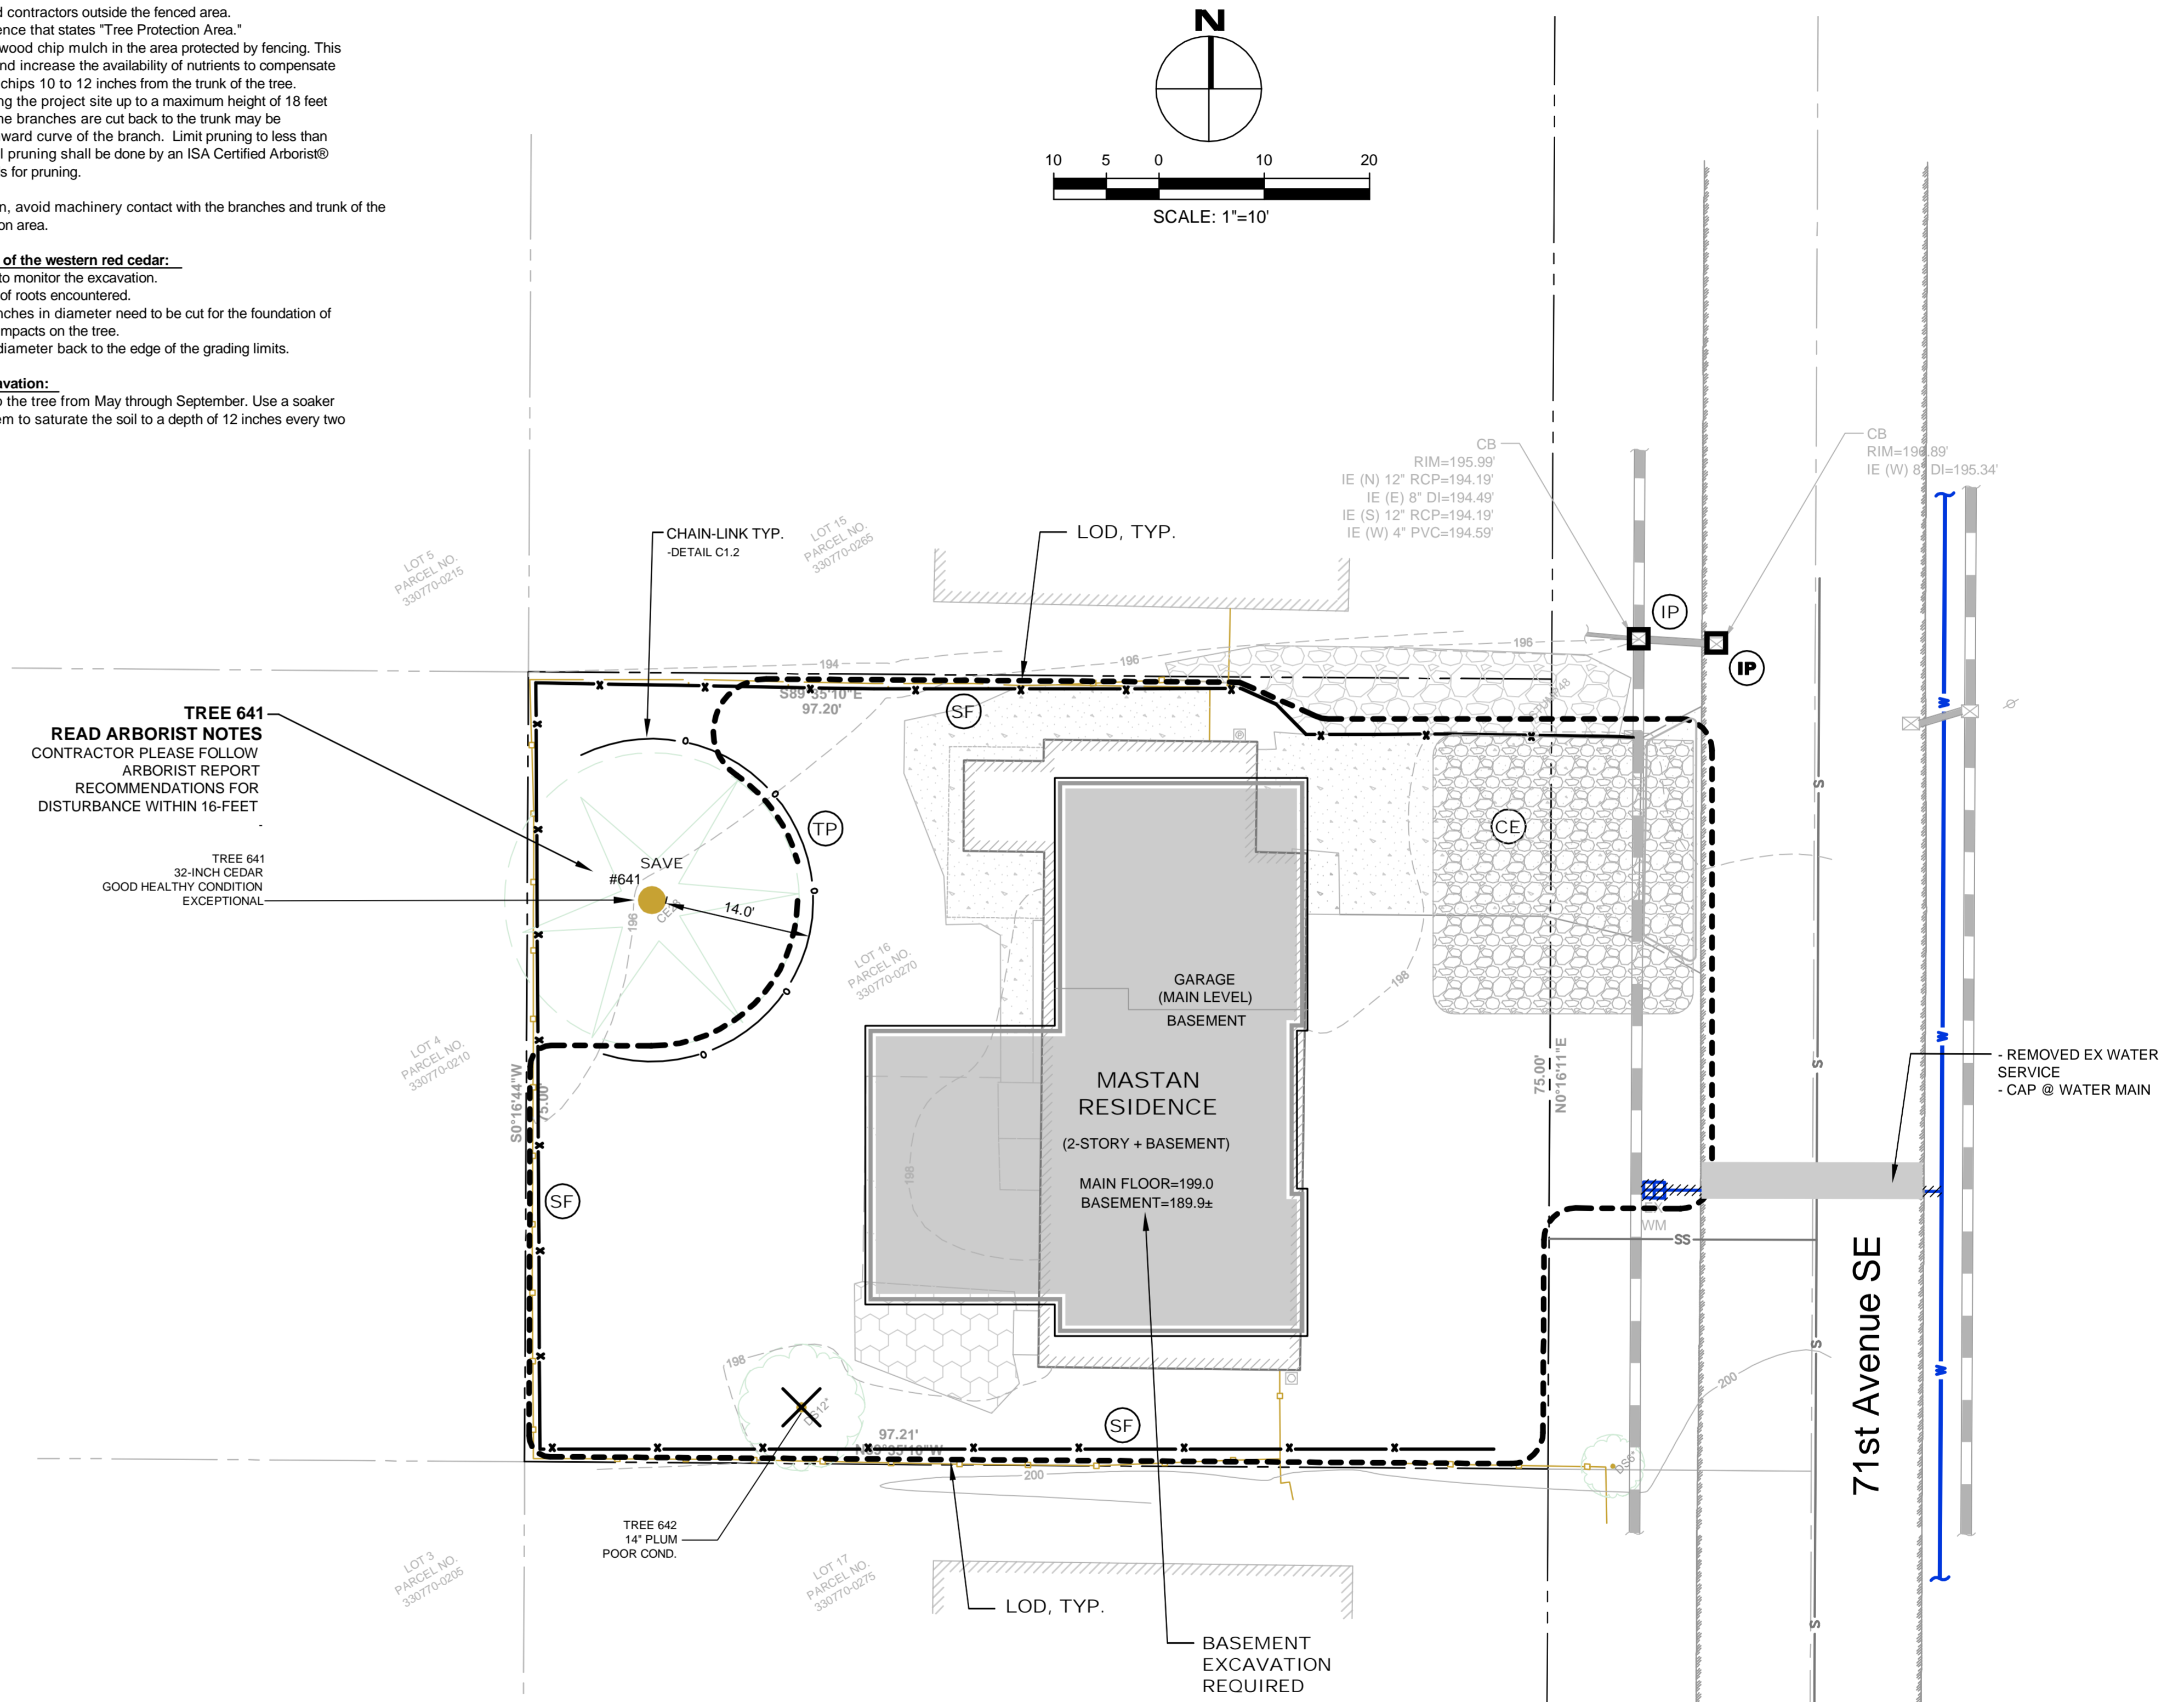 d contractors outside the fenced area.
ence that states "Tree Protection Area."
wood chip mulch in the area protected by fencing. This
nd increase the availability of nutrients to compensate
chips 10 to 12 inches from the trunk of the tree.
ng the project site up to a maximum height of 18 feet
ne branches are cut back to the trunk may be
ward curve of the branch. Limit pruning to less than
l pruning shall be done by an ISA Certified Arborist®
s for pruning.
n, avoid machinery contact with the branches and trunk of the
on area.
of the western red cedar:
to monitor the excavation.
of roots encountered.
nches in diameter need to be cut for the foundation of
mpacts on the tree.
diameter back to the edge of the grading limits.
avation:
o the tree from May through September. Use a soaker
em to saturate the soil to a depth of 12 inches every two
N
10 5 0 10 20
SCALE: 1"=10'
CB
RIM=195.99'
IE (N) 12" RCP=194.19'
IE (E) 8" DI=194.49'
IE (S) 12" RCP=194.19'
IE (W) 4" PVC=194.59'
CB
RIM=196.89'
IE (W) 8" DI=195.34'
CHAIN-LINK TYP.
-DETAIL C1.2
LOT 15
PARCEL NO.
330770-0265
LOD, TYP.
LOT 5
PARCEL NO.
330770-0215
IP
IP
194
196
196
S89°35'10"E
97.20'
SF
TREE 641
READ ARBORIST NOTES
CONTRACTOR PLEASE FOLLOW
ARBORIST REPORT
RECOMMENDATIONS FOR
DISTURBANCE WITHIN 16-FEET
-
TREE 641
32-INCH CEDAR
GOOD HEALTHY CONDITION
EXCEPTIONAL
TP
SAVE
#641
14.0'
196
CE
S
W
LOT 16
PARCEL NO.
330770-0270
198
GARAGE
(MAIN LEVEL)
BASEMENT
LOT 4
PARCEL NO.
330770-0210
S0°16'44"W
75.00'
75.00'
N0°16'11"E
W
S
- REMOVED EX WATER
SERVICE
- CAP @ WATER MAIN
MASTAN
RESIDENCE
(2-STORY + BASEMENT)
MAIN FLOOR=199.0
BASEMENT=189.9±
198
SF
WM
SS
71st Avenue SE
S
W
200
198
DS12"
97.21'
N89°35'10"W
SF
200
DS6"
TREE 642
14" PLUM
POOR COND.
LOT 3
PARCEL NO.
330770-0205
LOT 17
PARCEL NO.
330770-0275
LOD, TYP.
S
BASEMENT
EXCAVATION
REQUIRED